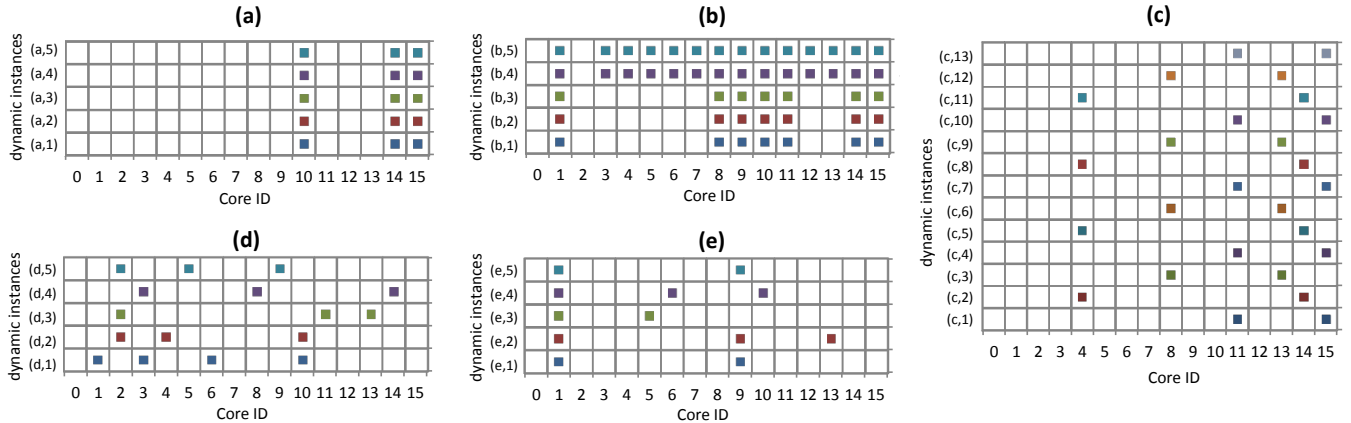 (a)
dynamic instances
(a,5)
(a,4)
(a,3)
(a,2)
(a,1)
0 1 2 3 4 5 6 7 8 9 10 11 12 13 14 15
Core ID
(b)
dynamic instances
(b,5)
(b,4)
(b,3)
(b,2)
(b,1)
0 1 2 3 4 5 6 7 8 9 10 11 12 13 14 15
Core ID
(c)
dynamic instances
(c,13)
(c,12)
(c,11)
(c,10)
(c,9)
(c,8)
(c,7)
(c,6)
(c,5)
(c,4)
(c,3)
(c,2)
(c,1)
0 1 2 3 4 5 6 7 8 9 10 11 12 13 14 15
Core ID
(d)
dynamic instances
(d,5)
(d,4)
(d,3)
(d,2)
(d,1)
0 1 2 3 4 5 6 7 8 9 10 11 12 13 14 15
Core ID
(e)
dynamic instances
(e,5)
(e,4)
(e,3)
(e,2)
(e,1)
0 1 2 3 4 5 6 7 8 9 10 11 12 13 14 15
Core ID